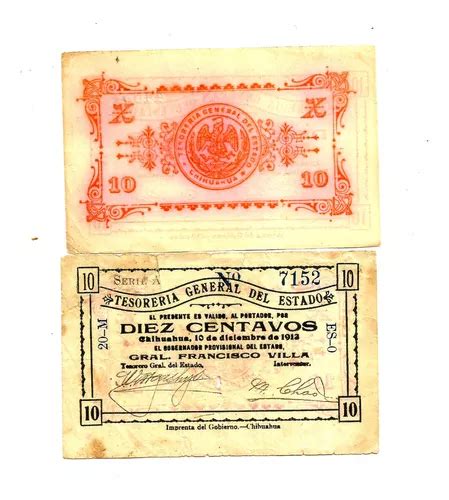 TESORERIA GENERAL DEL ESTADO
CHIHUAHUA
X X
10 10
10 SERIE A No 7152 10
TESORERIA GENERAL DEL ESTADO
20-M
ES-0
EL PRESENTE ES VALIDO, AL PORTADOR, POR
DIEZ CENTAVOS
Chihuahua, 10 de diciembre de 1913
EL GOBERNADOR PROVISIONAL DEL ESTADO,
GRAL. FRANCISCO VILLA
Tesorero Gral. del Estado. Interventor.
M. Chao
10 10
Imprenta del Gobierno.—Chihuahua